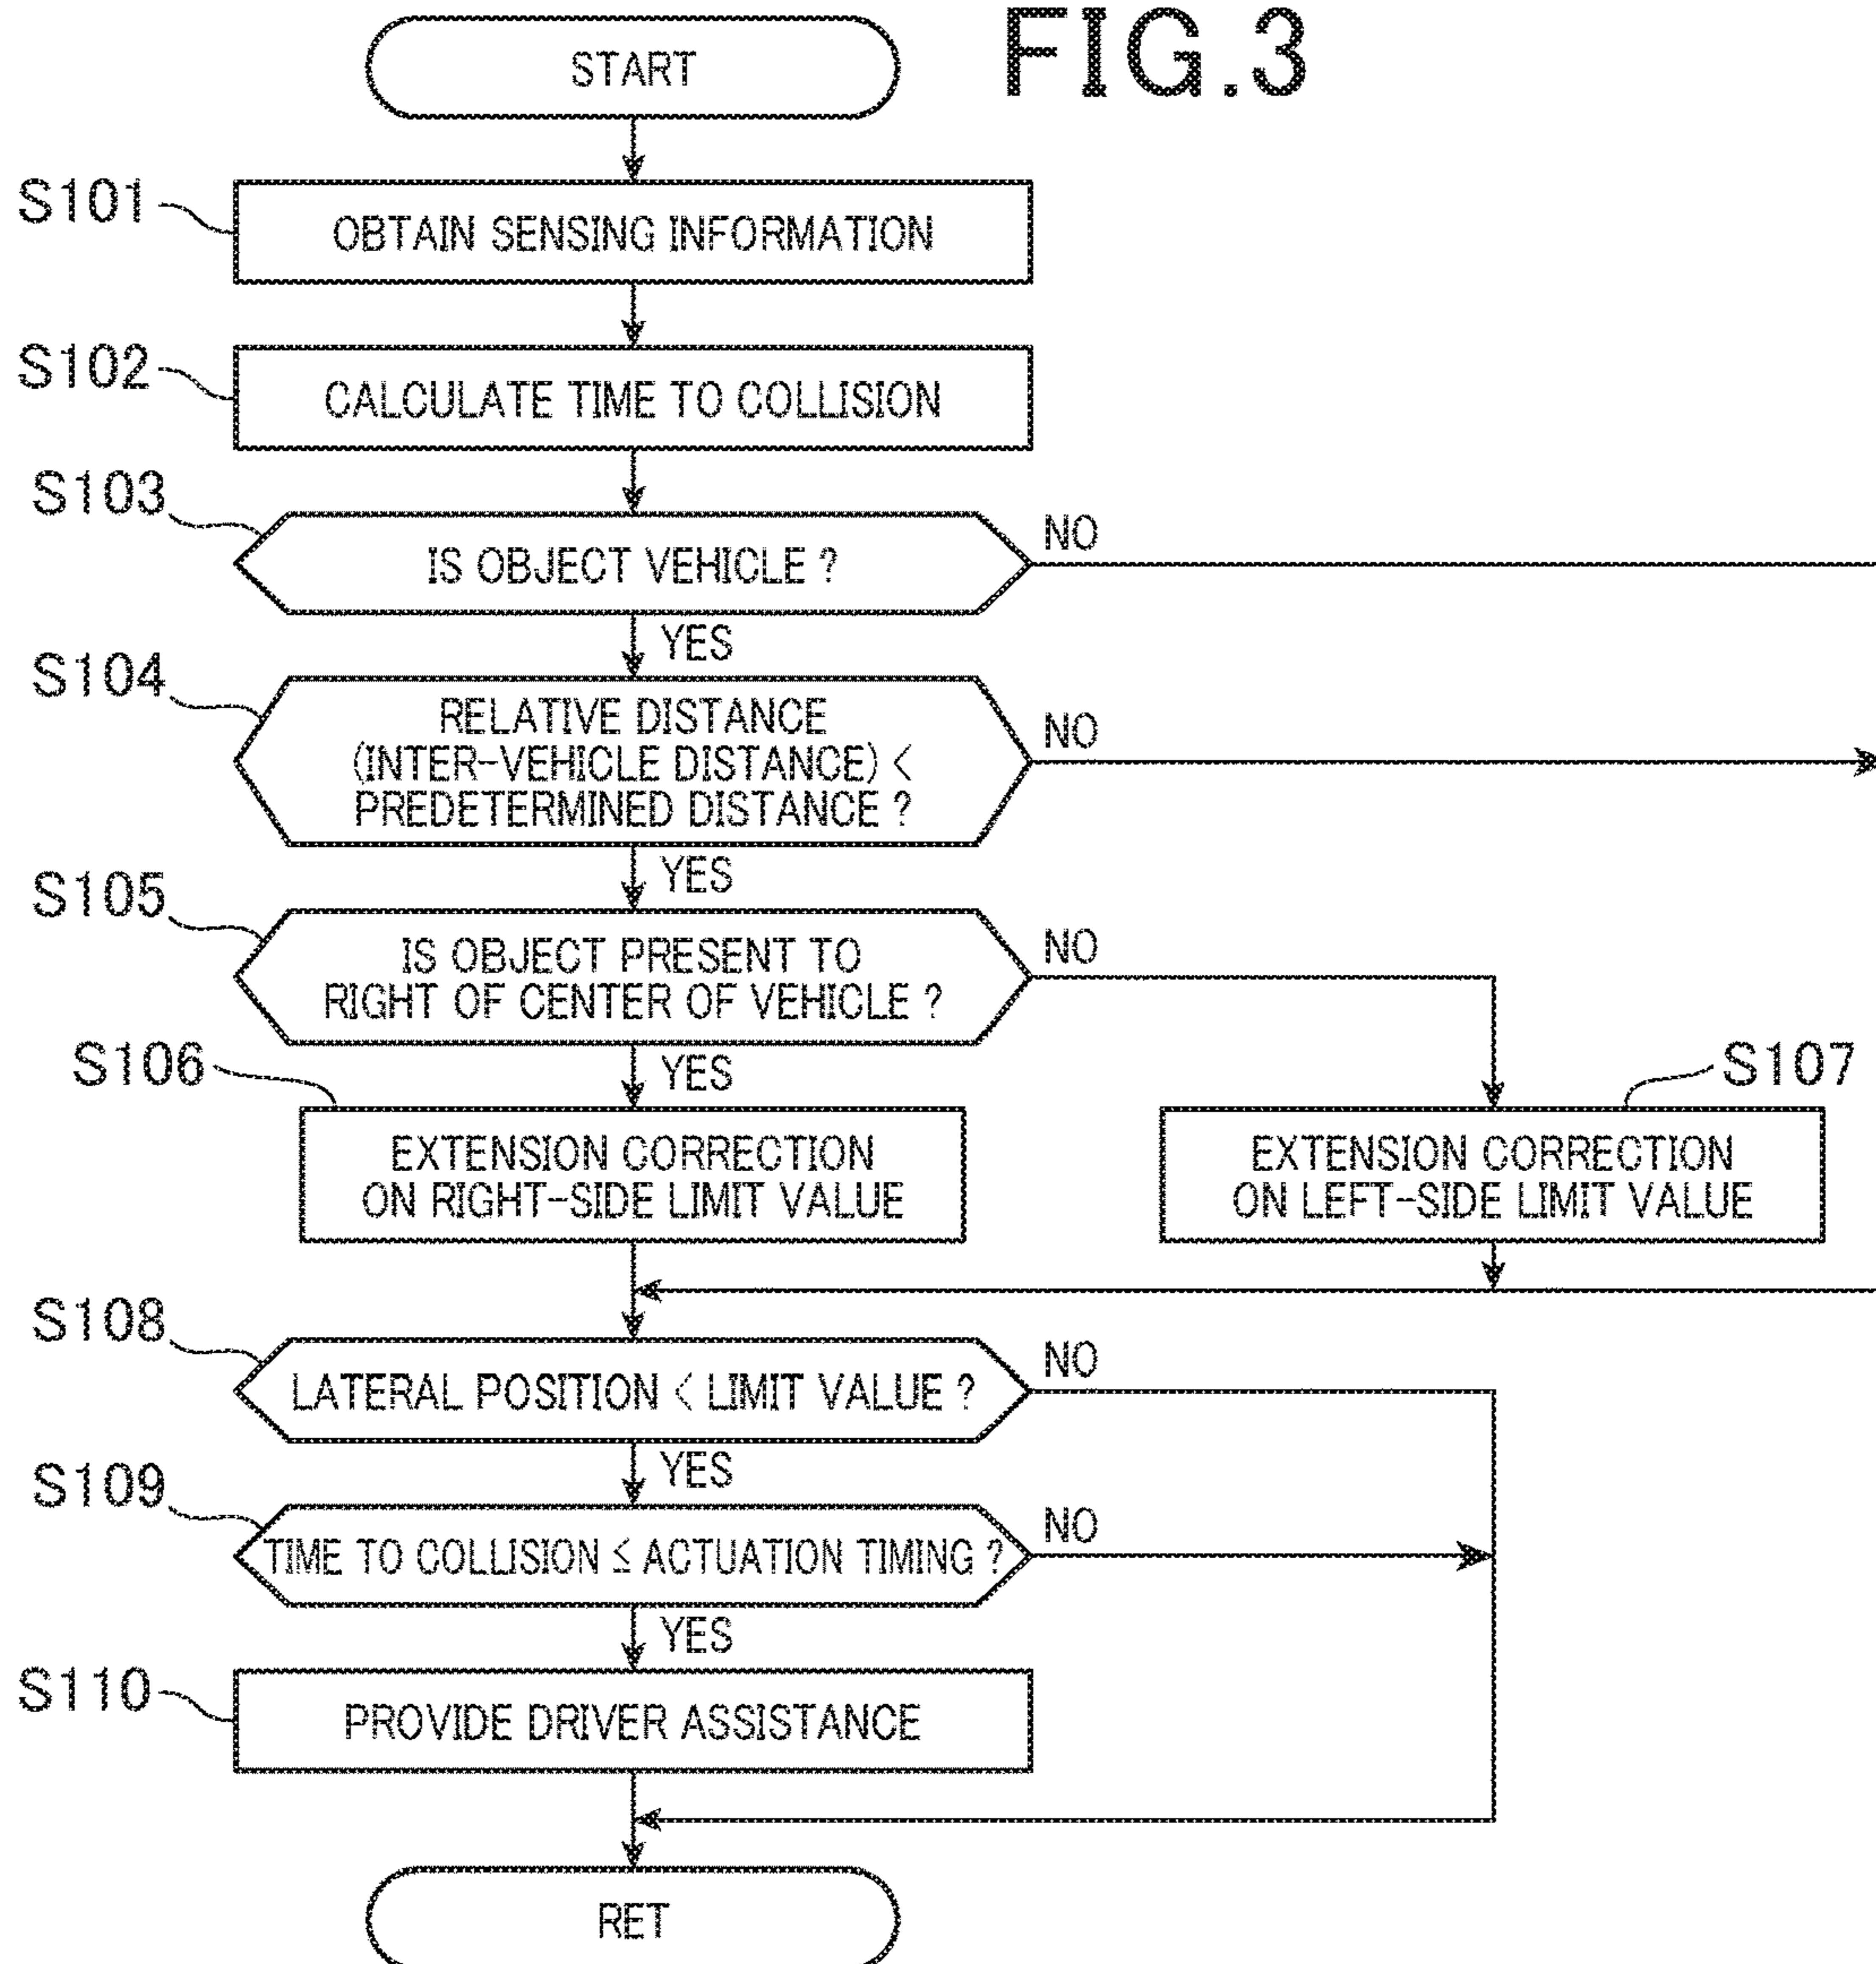 FIG.3
START
S101
OBTAIN SENSING INFORMATION
S102
CALCULATE TIME TO COLLISION
S103
IS OBJECT VEHICLE ?
NO
YES
S104
RELATIVE DISTANCE
(INTER-VEHICLE DISTANCE) <
PREDETERMINED DISTANCE ?
NO
YES
S105
IS OBJECT PRESENT TO
RIGHT OF CENTER OF VEHICLE ?
NO
YES
S106
EXTENSION CORRECTION
ON RIGHT-SIDE LIMIT VALUE
S107
EXTENSION CORRECTION
ON LEFT-SIDE LIMIT VALUE
S108
LATERAL POSITION < LIMIT VALUE ?
NO
YES
S109
TIME TO COLLISION ≤ ACTUATION TIMING ?
NO
YES
S110
PROVIDE DRIVER ASSISTANCE
RET